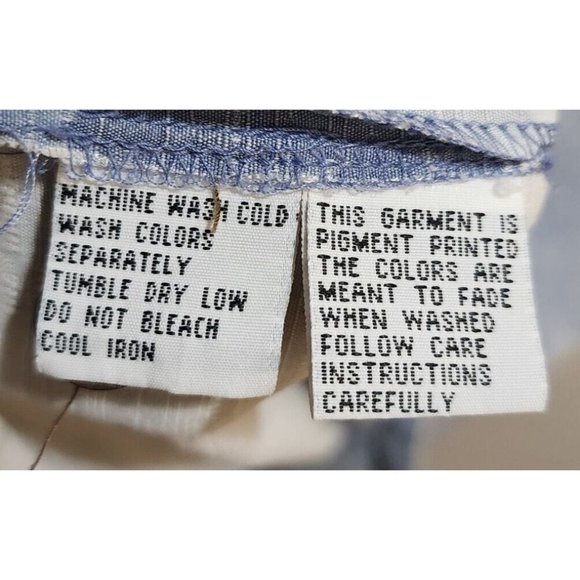 MACHINE WASH COLD
WASH COLORS
SEPARATELY
TUMBLE DRY LOW
DO NOT BLEACH
COOL IRON
THIS GARMENT IS
PIGMENT PRINTED
THE COLORS ARE
MEANT TO FADE
WHEN WASHED
FOLLOW CARE
INSTRUCTIONS
CAREFULLY